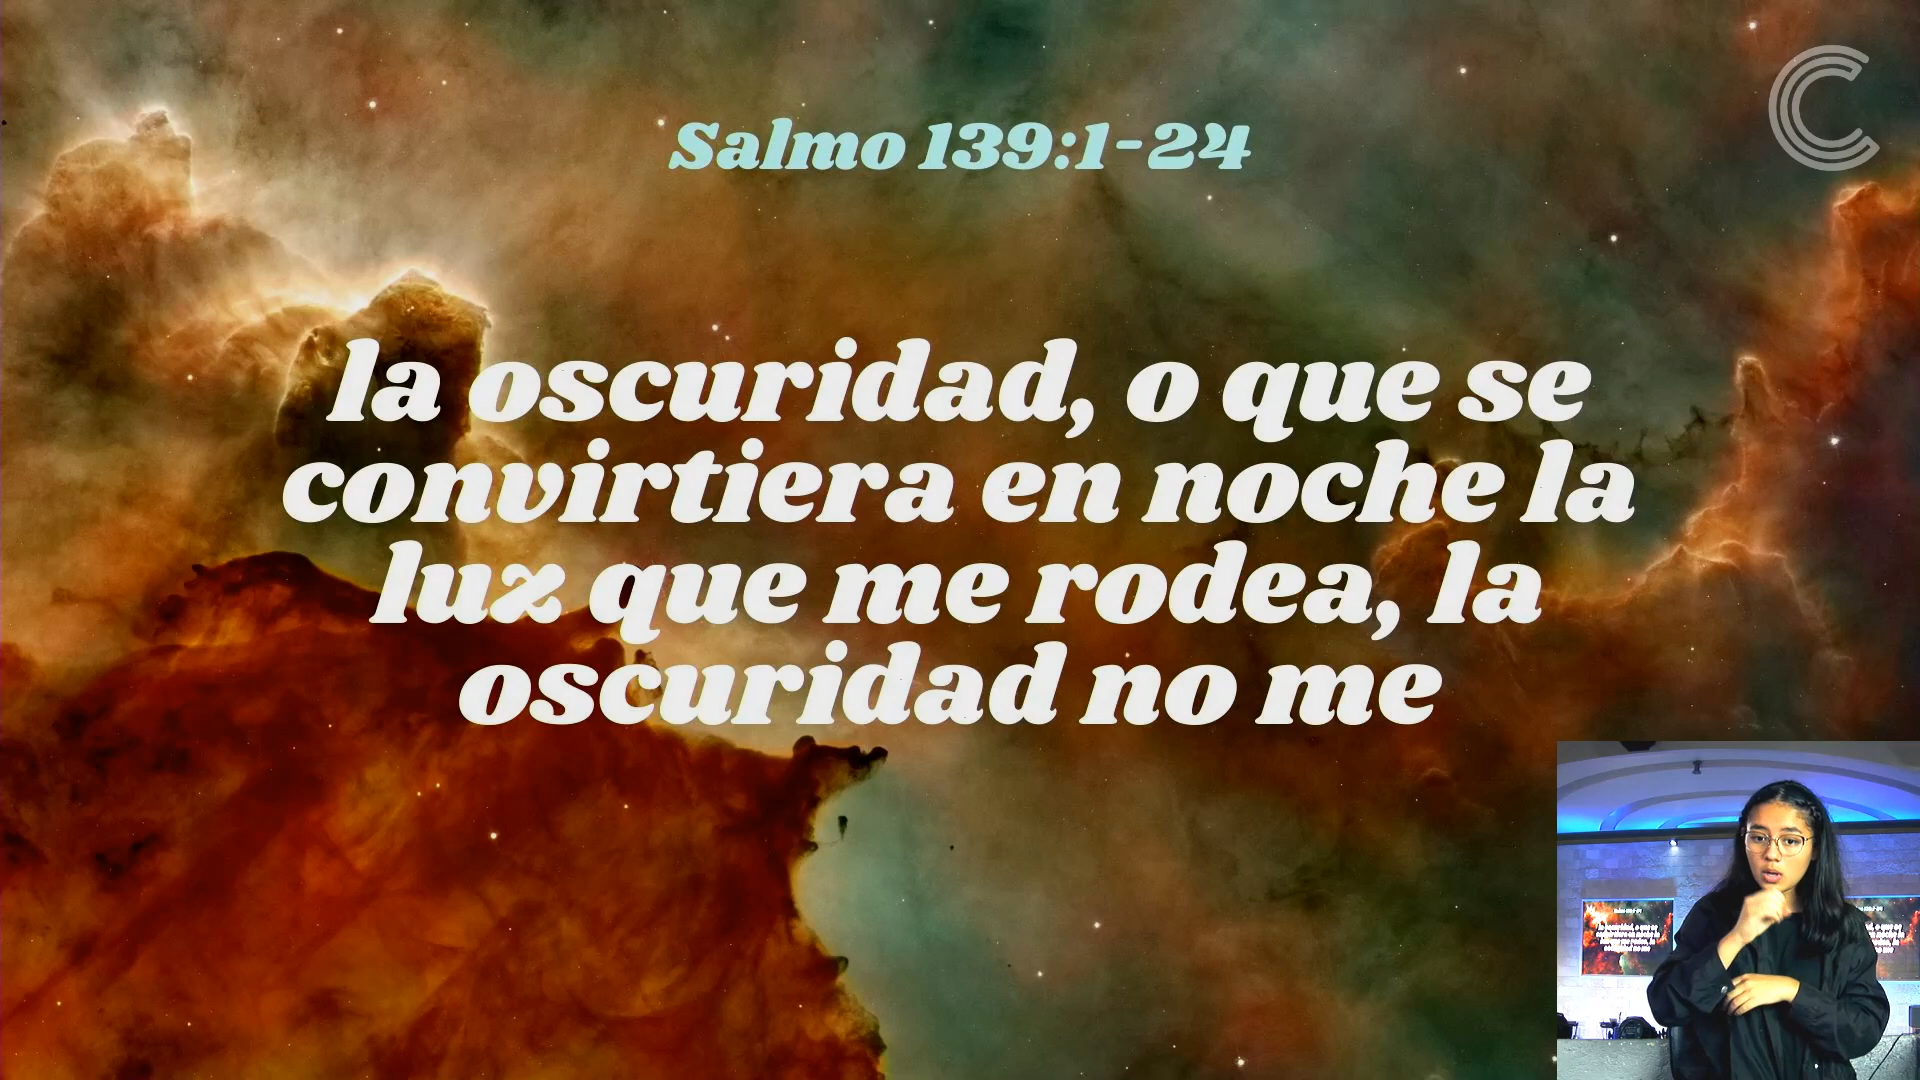 Salmo 139:1-24
la oscuridad, o que se
convirtiera en noche la
luz que me rodea, la
oscuridad no me